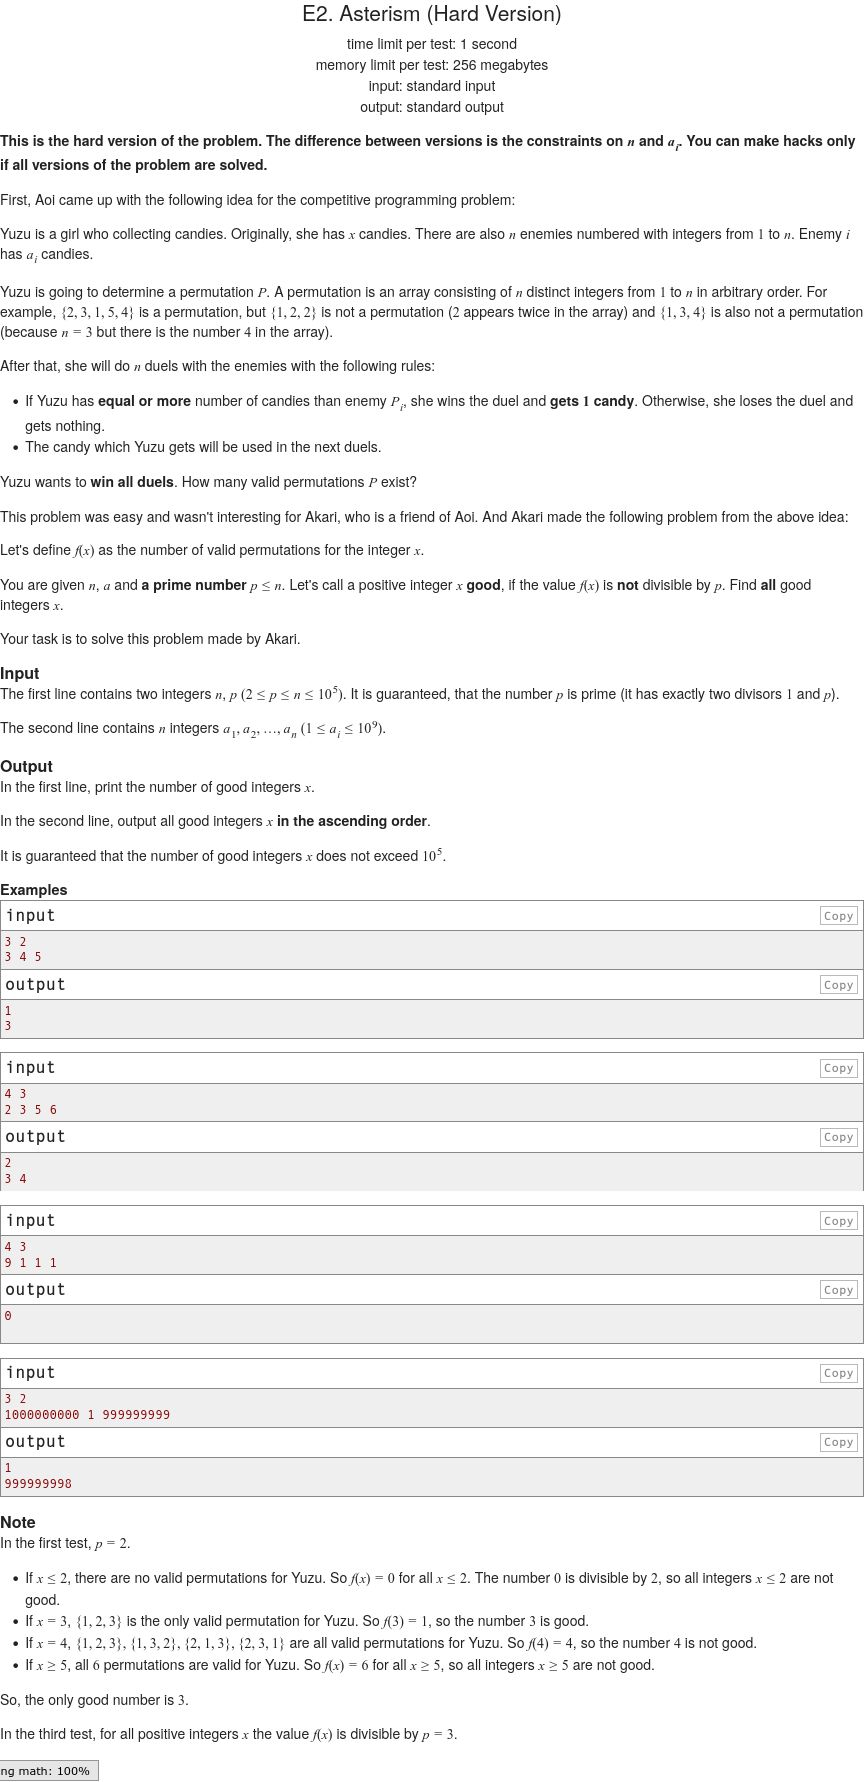 E2. Asterism (Hard Version)
time limit per test: 1 second
memory limit per test: 256 megabytes
input: standard input
output: standard output
This is the hard version of the problem. The difference between versions is the constraints on n and a_i. You can make hacks only
if all versions of the problem are solved.
First, Aoi came up with the following idea for the competitive programming problem:
Yuzu is a girl who collecting candies. Originally, she has x candies. There are also n enemies numbered with integers from 1 to n. Enemy i
has a_i candies.
Yuzu is going to determine a permutation P. A permutation is an array consisting of n distinct integers from 1 to n in arbitrary order. For
example, {2, 3, 1, 5, 4} is a permutation, but {1, 2, 2} is not a permutation (2 appears twice in the array) and {1, 3, 4} is also not a permutation
(because n = 3 but there is the number 4 in the array).
After that, she will do n duels with the enemies with the following rules:
• If Yuzu has equal or more number of candies than enemy P_i, she wins the duel and gets 1 candy. Otherwise, she loses the duel and
gets nothing.
• The candy which Yuzu gets will be used in the next duels.
Yuzu wants to win all duels. How many valid permutations P exist?
This problem was easy and wasn't interesting for Akari, who is a friend of Aoi. And Akari made the following problem from the above idea:
Let's define f(x) as the number of valid permutations for the integer x.
You are given n, a and a prime number p ≤ n. Let's call a positive integer x good, if the value f(x) is not divisible by p. Find all good
integers x.
Your task is to solve this problem made by Akari.
Input
The first line contains two integers n, p (2 ≤ p ≤ n ≤ 10^5). It is guaranteed, that the number p is prime (it has exactly two divisors 1 and p).
The second line contains n integers a_1, a_2, …, a_n (1 ≤ a_i ≤ 10^9).
Output
In the first line, print the number of good integers x.
In the second line, output all good integers x in the ascending order.
It is guaranteed that the number of good integers x does not exceed 10^5.
Examples
input
Copy
3 2
3 4 5
output
Copy
1
3
input
Copy
4 3
2 3 5 6
output
Copy
2
3 4
input
Copy
4 3
9 1 1 1
output
Copy
0
input
Copy
3 2
1000000000 1 999999999
output
Copy
1
999999998
Note
In the first test, p = 2.
• If x ≤ 2, there are no valid permutations for Yuzu. So f(x) = 0 for all x ≤ 2. The number 0 is divisible by 2, so all integers x ≤ 2 are not
good.
• If x = 3, {1, 2, 3} is the only valid permutation for Yuzu. So f(3) = 1, so the number 3 is good.
• If x = 4, {1, 2, 3}, {1, 3, 2}, {2, 1, 3}, {2, 3, 1} are all valid permutations for Yuzu. So f(4) = 4, so the number 4 is not good.
• If x ≥ 5, all 6 permutations are valid for Yuzu. So f(x) = 6 for all x ≥ 5, so all integers x ≥ 5 are not good.
So, the only good number is 3.
In the third test, for all positive integers x the value f(x) is divisible by p = 3.
ng math: 100%